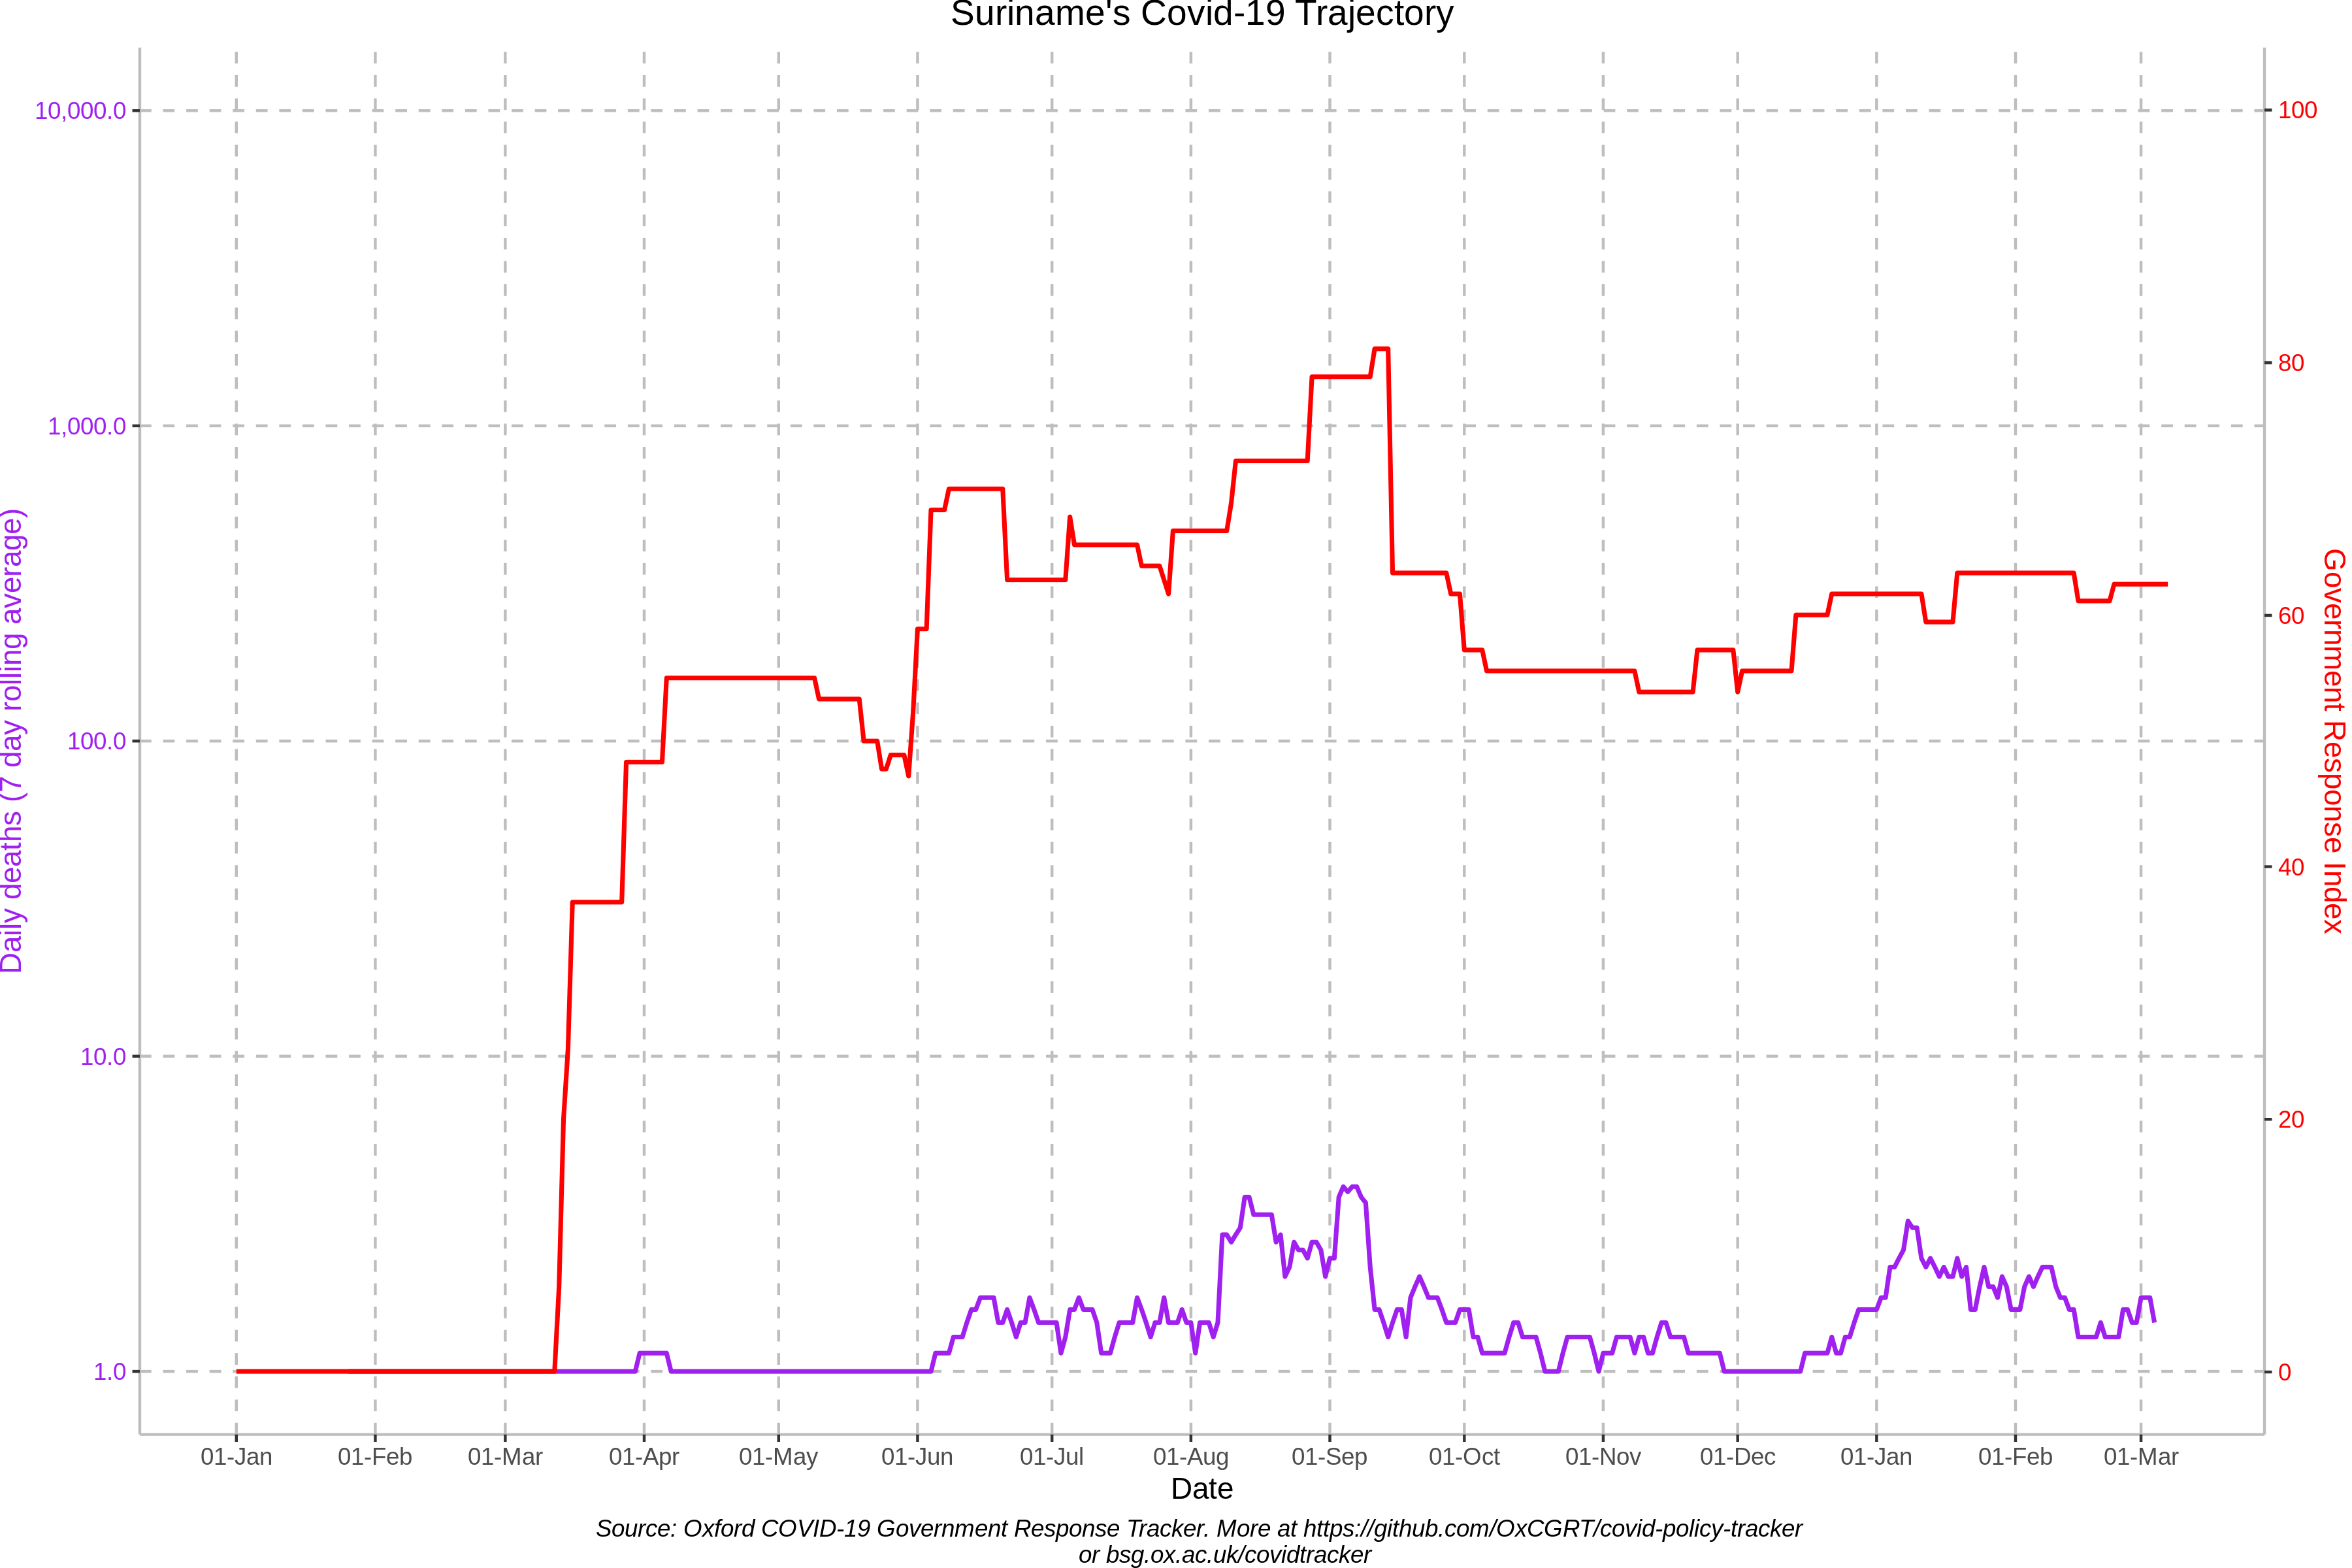 Suriname's Covid-19 Trajectory
10,000.0
1,000.0
100.0
10.0
1.0
Daily deaths (7 day rolling average)
100
80
60
40
20
0
Government Response Index
01-Jan 01-Feb 01-Mar 01-Apr 01-May 01-Jun 01-Jul 01-Aug 01-Sep 01-Oct 01-Nov 01-Dec 01-Jan 01-Feb 01-Mar
Date
Source: Oxford COVID-19 Government Response Tracker. More at https://github.com/OxCGRT/covid-policy-tracker
or bsg.ox.ac.uk/covidtracker